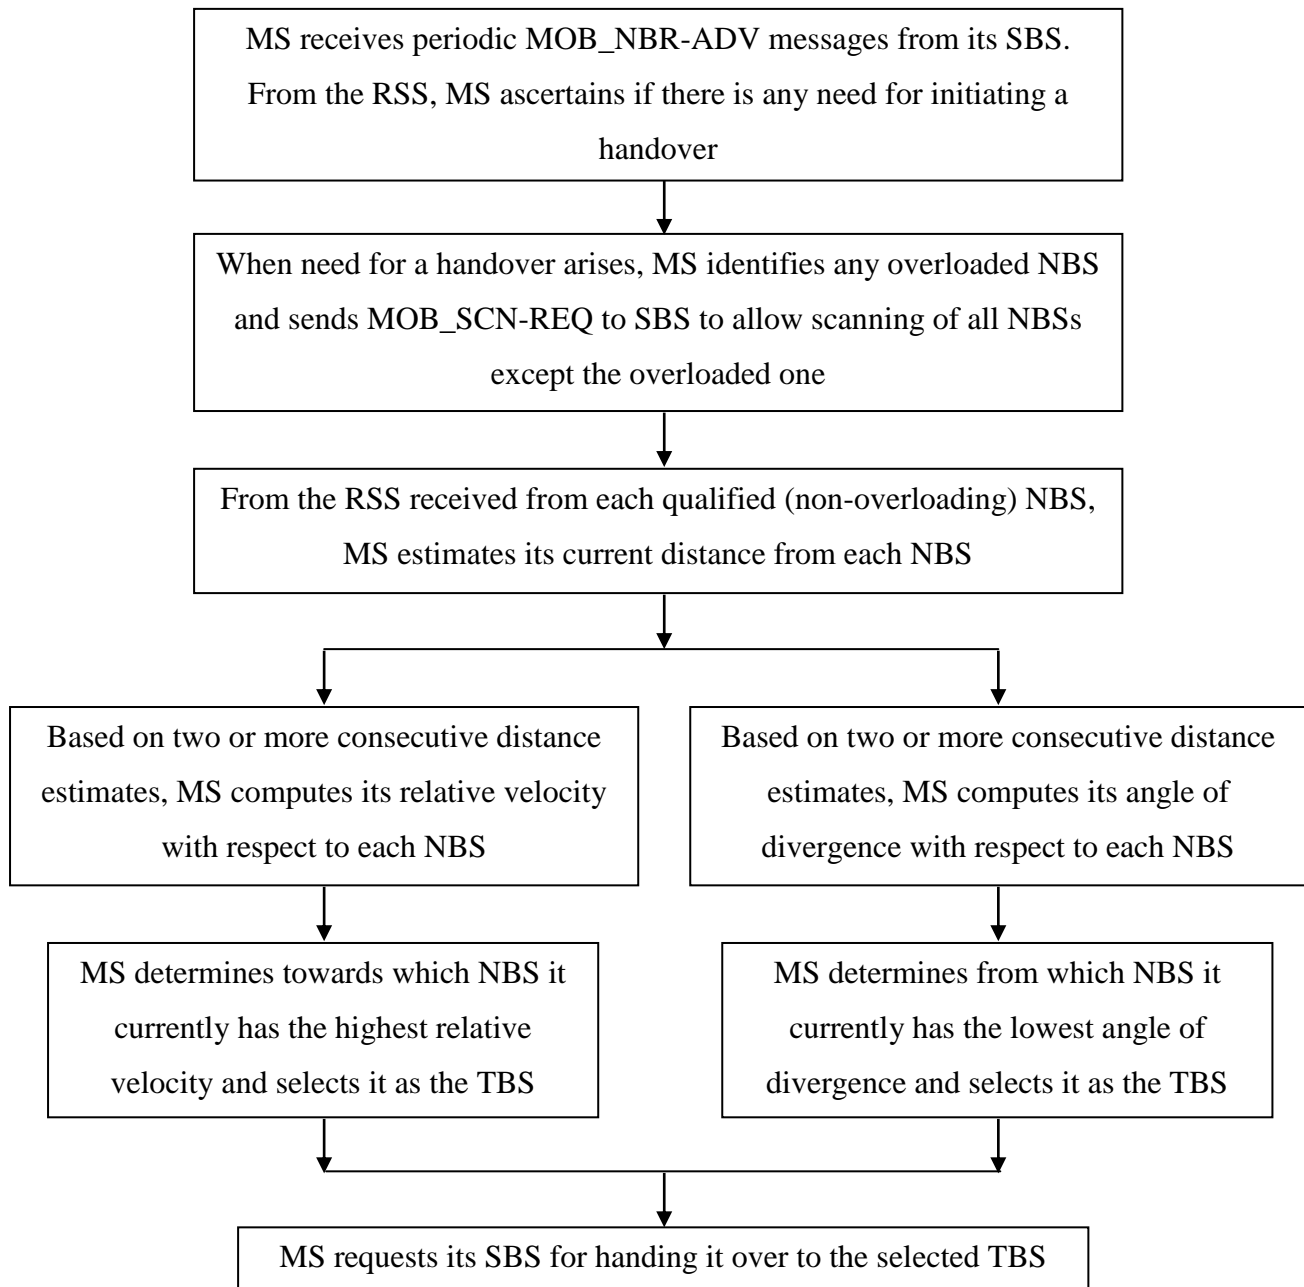 MS receives periodic MOB_NBR-ADV messages from its SBS.
From the RSS, MS ascertains if there is any need for initiating a
handover
When need for a handover arises, MS identifies any overloaded NBS
and sends MOB_SCN-REQ to SBS to allow scanning of all NBSs
except the overloaded one
From the RSS received from each qualified (non-overloading) NBS,
MS estimates its current distance from each NBS
Based on two or more consecutive distance
estimates, MS computes its relative velocity
with respect to each NBS
Based on two or more consecutive distance
estimates, MS computes its angle of
divergence with respect to each NBS
MS determines towards which NBS it
currently has the highest relative
velocity and selects it as the TBS
MS determines from which NBS it
currently has the lowest angle of
divergence and selects it as the TBS
MS requests its SBS for handing it over to the selected TBS